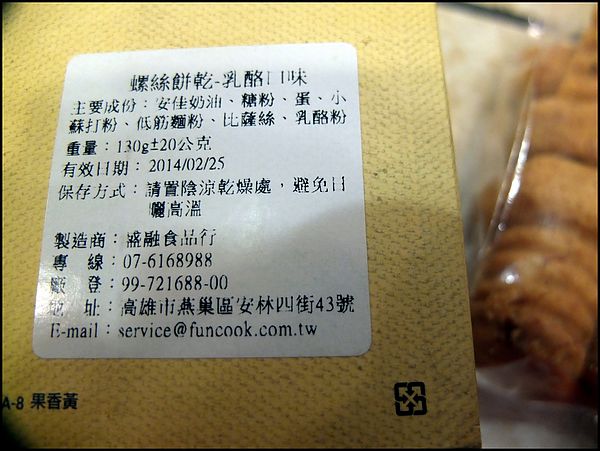 螺絲餅乾-乳酪口味
主要成份：安佳奶油、糖粉、蛋、小
蘇打粉、低筋麵粉、比薩絲、乳酪粉
重量：130g±20公克
有效日期：2014/02/25
保存方式：請置陰涼乾燥處，避免日
曬高溫
製造商：盛融食品行
專 線：07-6168988
廠 登：99-721688-00
地 址：高雄市燕巢區安林四街43號
E-mail：service@funcook.com.tw
A-8 果香黃